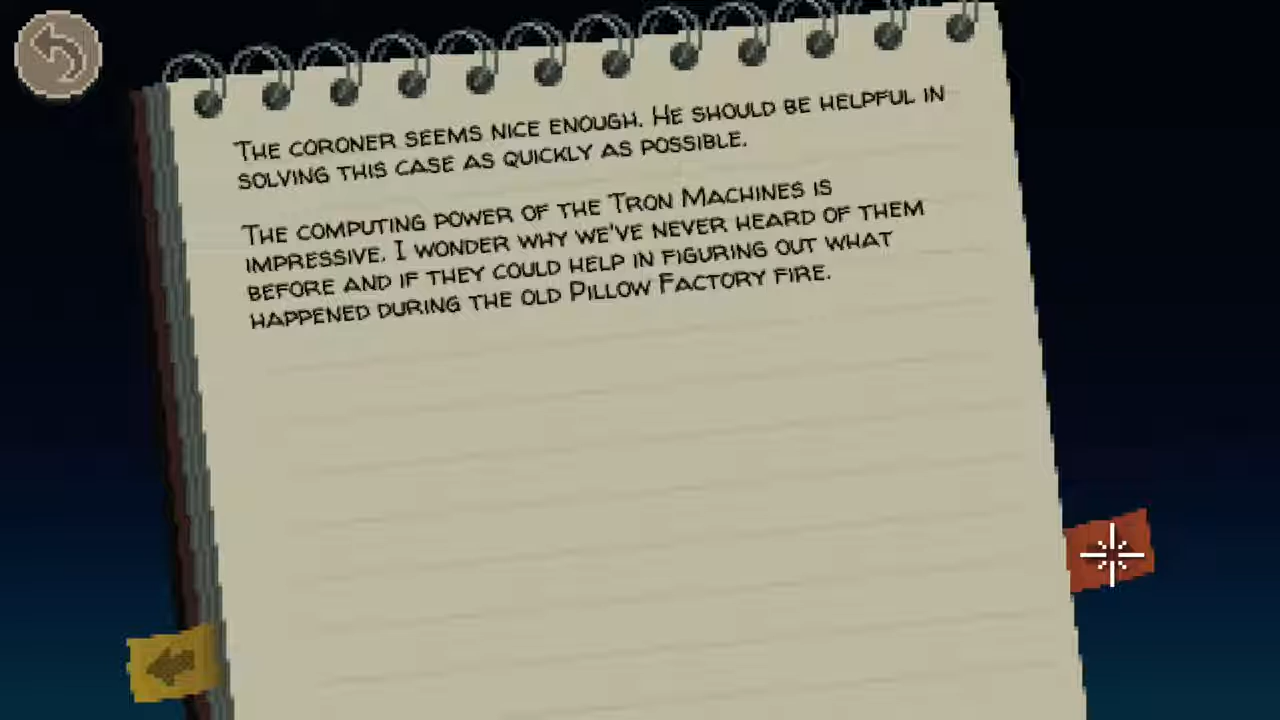 The coroner seems nice enough. He should be helpful in
solving this case as quickly as possible.
The computing power of the Tron Machines is
impressive. I wonder why we've never heard of them
before and if they could help in figuring out what
happened during the old Pillow Factory fire.